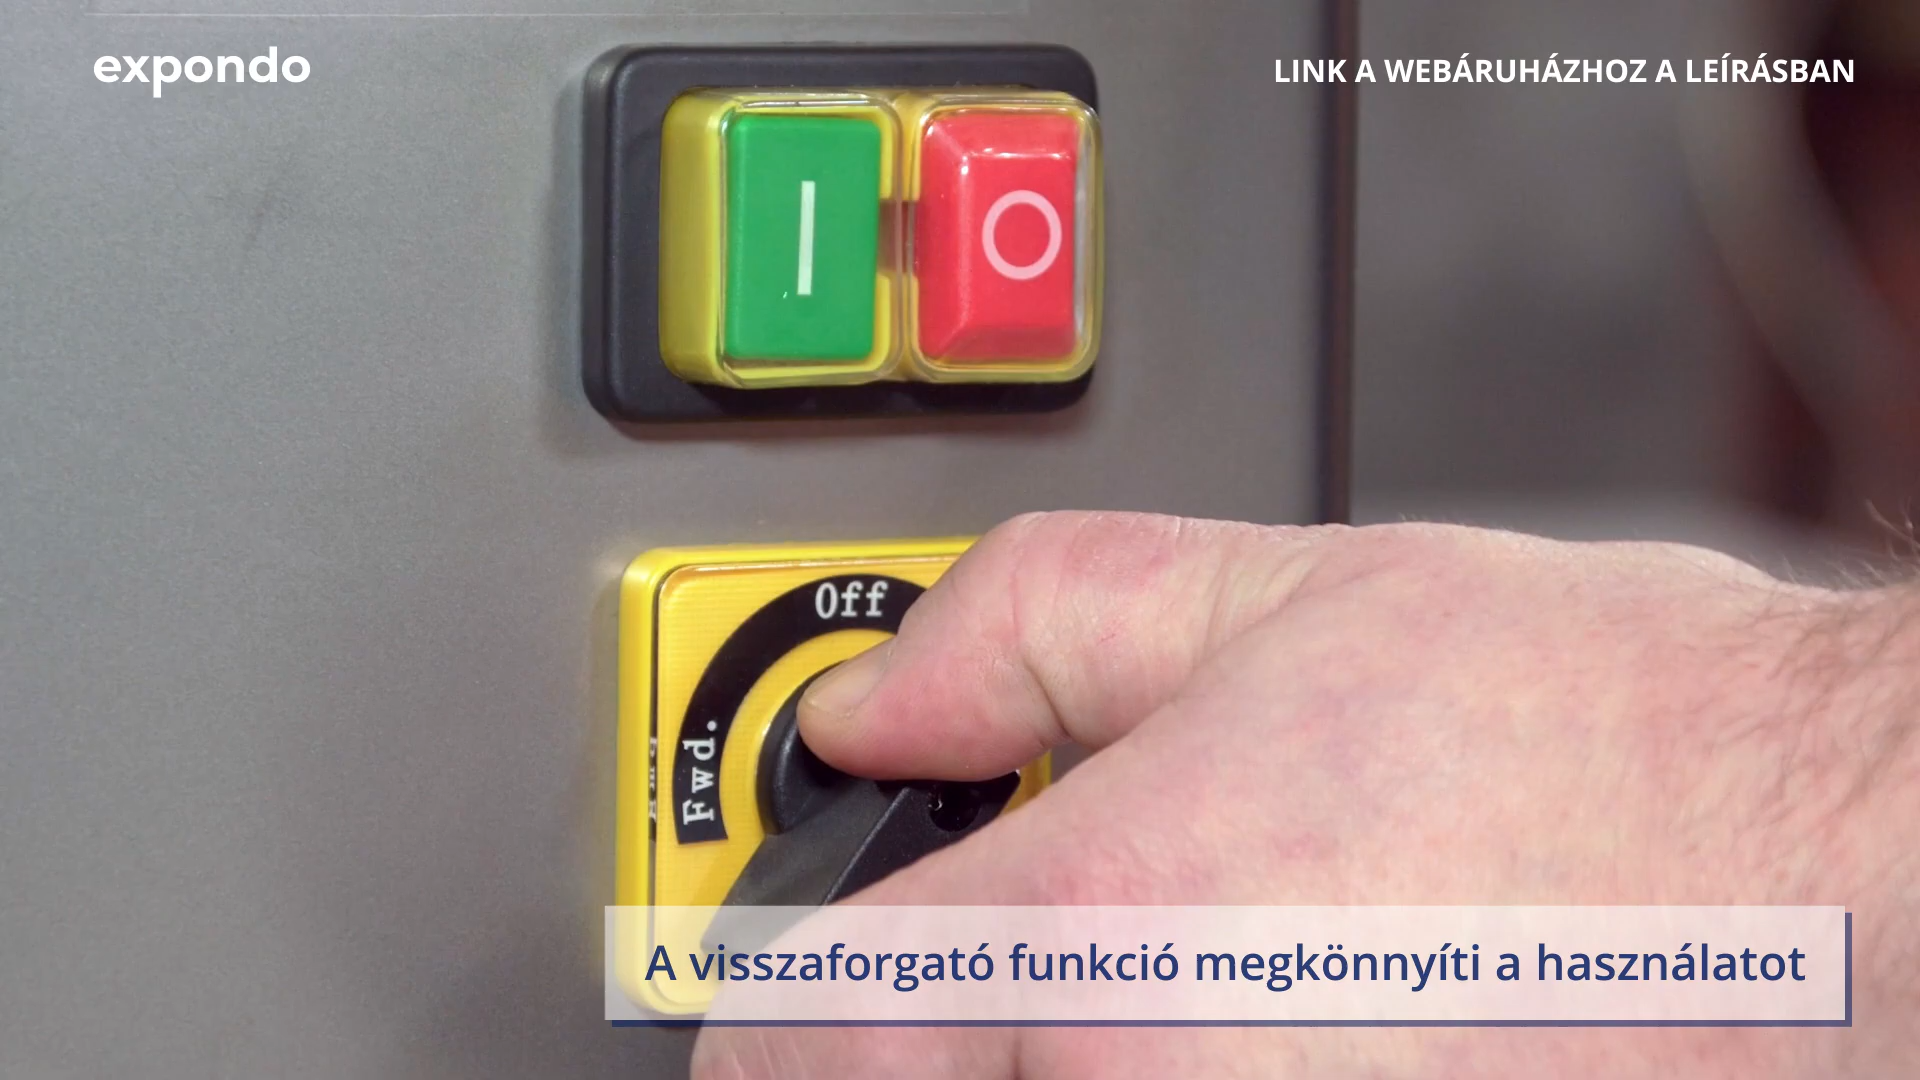 expondo
LINK A WEBÁRUHÁZHOZ A LEÍRÁSBAN
I
O
Off
Fwd.
A visszaforgató funkció megkönnyíti a használatot